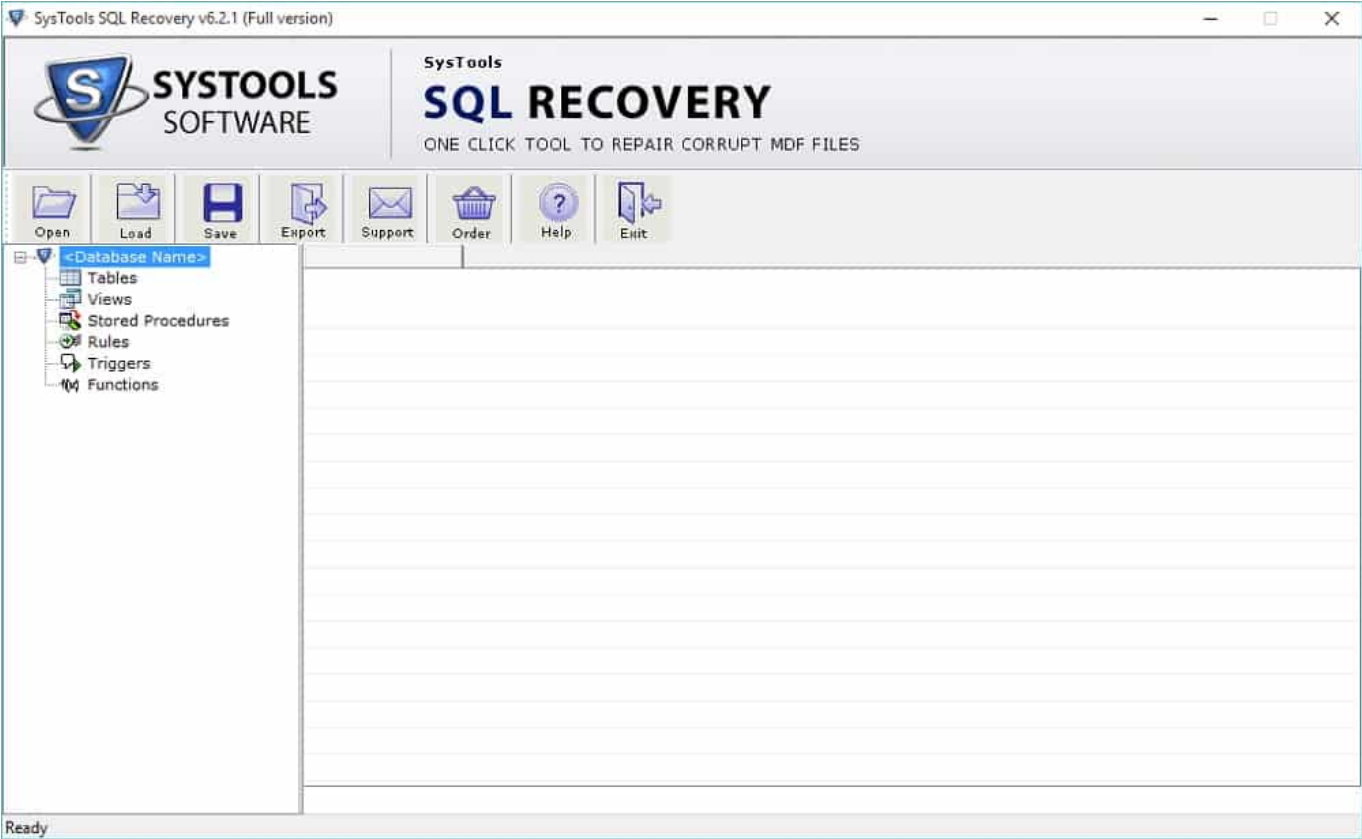 SysTools SQL Recovery v6.2.1 (Full version)
S
SYSTOOLS
SOFTWARE
SysTools
SQL RECOVERY
ONE CLICK TOOL TO REPAIR CORRUPT MDF FILES
Open Load Save Export Support Order Help Exit
<Database Name>
Tables
Views
Stored Procedures
Rules
Triggers
Functions
Ready